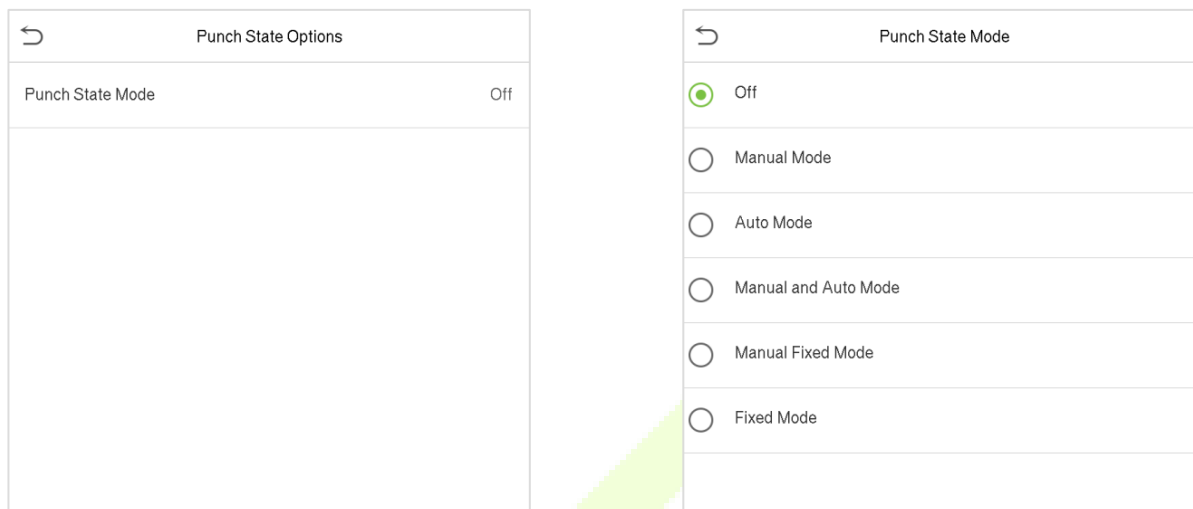 Punch State Options
Punch State Mode Off
Punch State Mode
Off
Manual Mode
Auto Mode
Manual and Auto Mode
Manual Fixed Mode
Fixed Mode